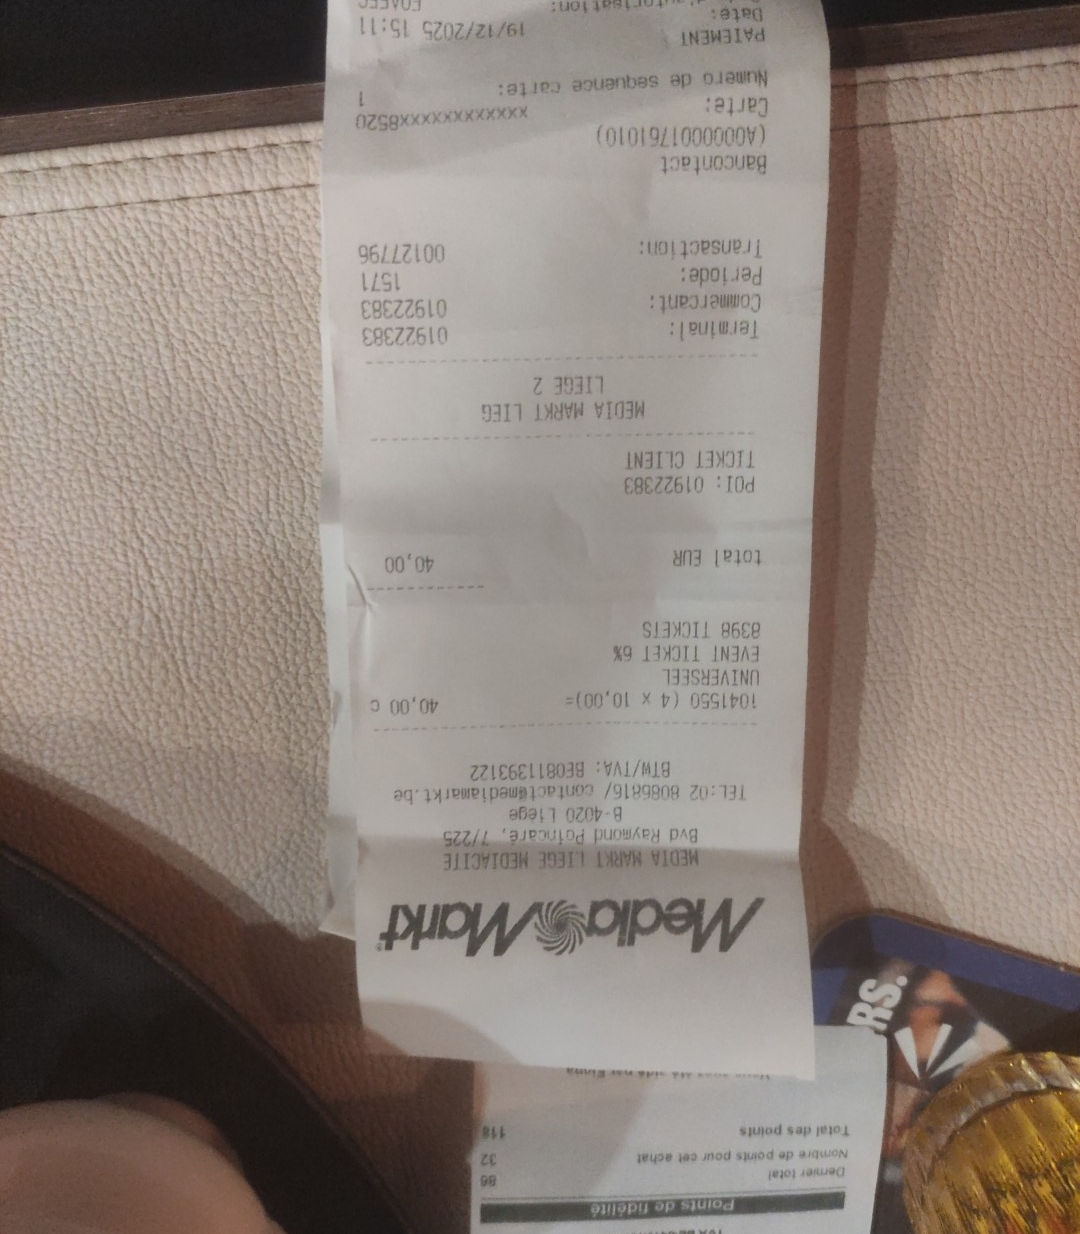 MediaMarkt®
MEDIA MARKT LIEGE MEDIACITE
Bvd Raymond Poincaré, 7/225
B-4020 Liège
TEL:02 8086816/ contact@mediamarkt.be
BTW/TVA: BE0811393122
1041550 (4 x 10,00)= 40,00 c
UNIVERSEEL
EVENT TICKET 6%
8398 TICKETS
total EUR 40,00
POI: 01922383
TICKET CLIENT
MEDIA MARKT LIEG
LIEGE 2
Terminal: 01922383
Commercant: 01922383
Periode: 1571
Transaction: 00127796
Bancontact
(A0000001761010)
Carte: xxxxxxxxxxxxx8520
Numero de sequence carte: 1
PAIEMENT
Date: 19/12/2025 15:11
RS.
Points de fidélité
Dernier total 86
Nombre de points pour cet achat 32
Total des points 118